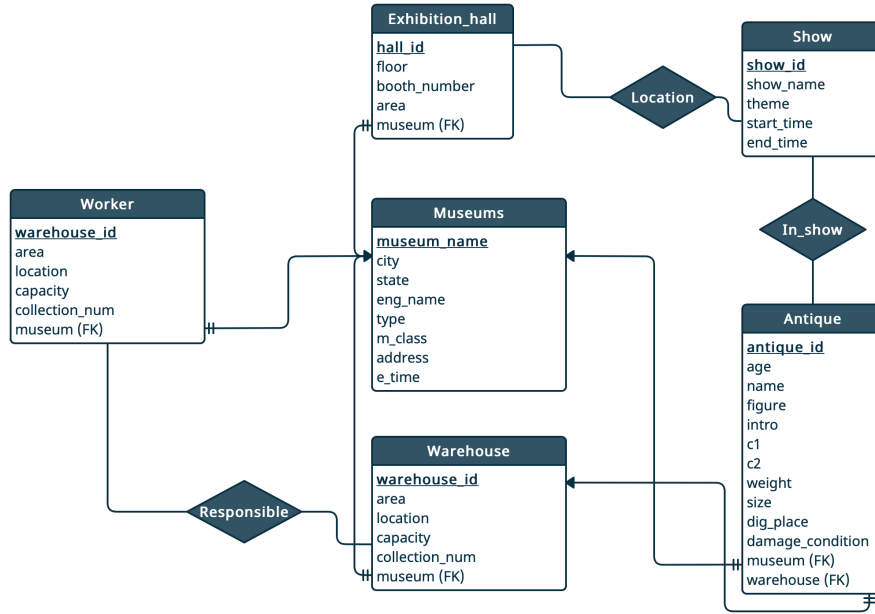 Exhibition_hall
hall_id
floor
booth_number
area
museum (FK)
Location
Show
show_id
show_name
theme
start_time
end_time
Worker
warehouse_id
area
location
capacity
collection_num
museum (FK)
Museums
museum_name
city
state
eng_name
type
m_class
address
e_time
In_show
Antique
antique_id
age
name
figure
intro
c1
c2
weight
size
dig_place
damage_condition
museum (FK)
warehouse (FK)
Responsible
Warehouse
warehouse_id
area
location
capacity
collection_num
museum (FK)